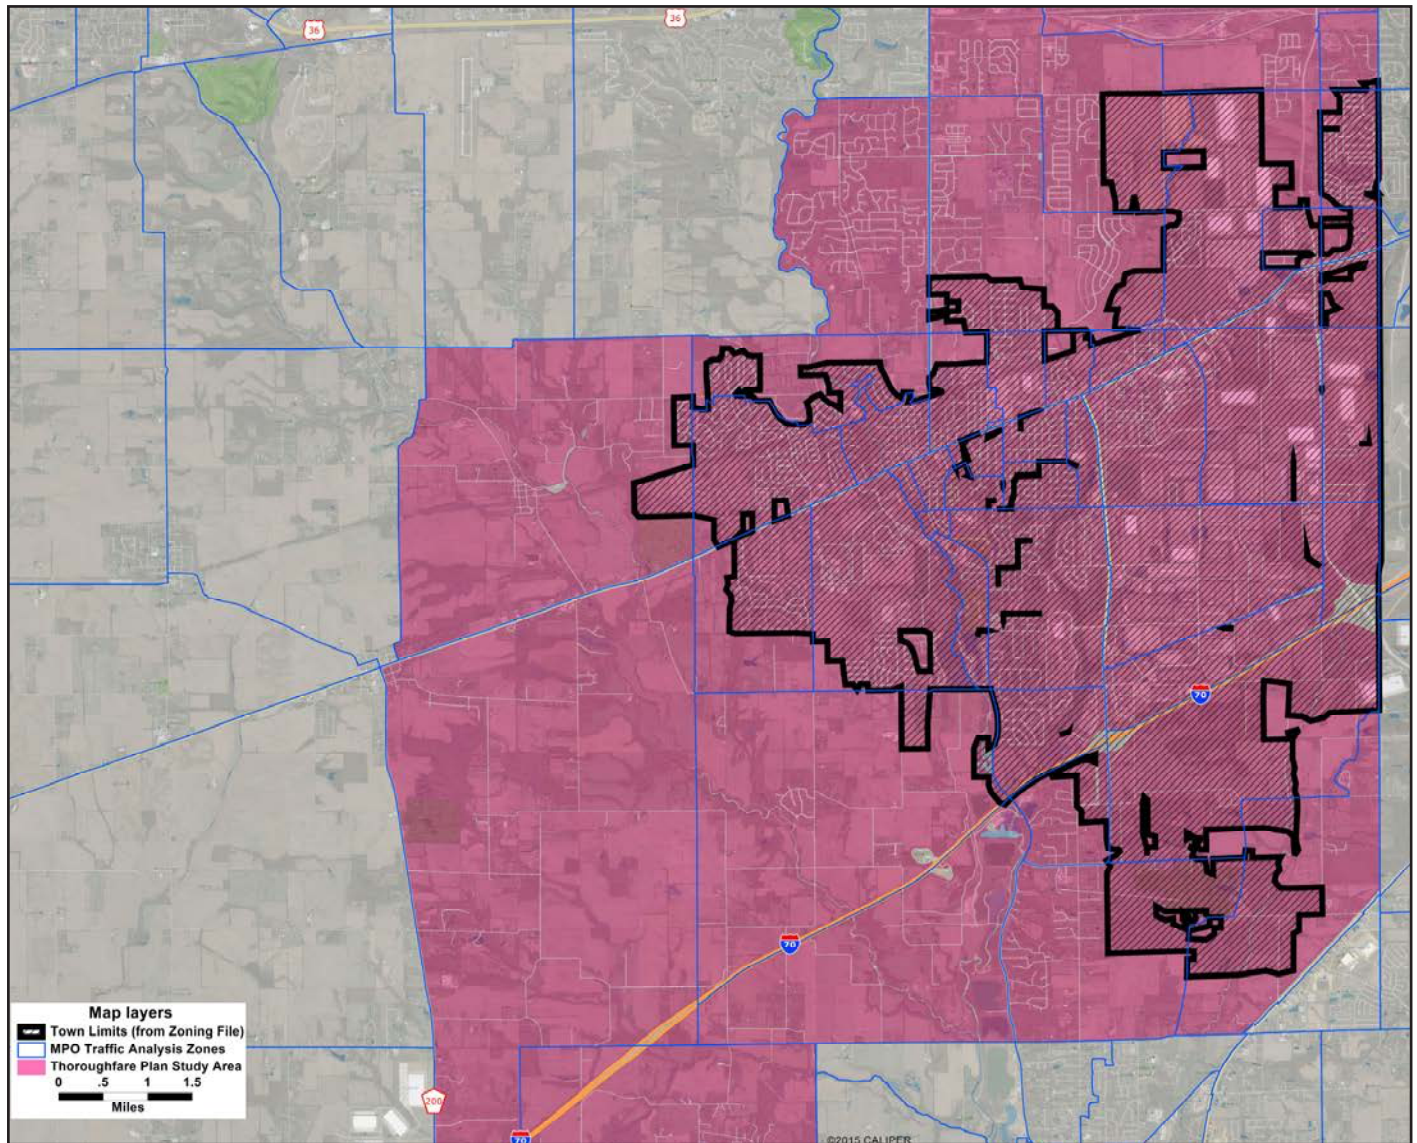 36
36
70
70
Map layers
Town Limits (from Zoning File)
MPO Traffic Analysis Zones
Thoroughfare Plan Study Area
0 .5 1 1.5
Miles
200
70
©2015 CALIPER